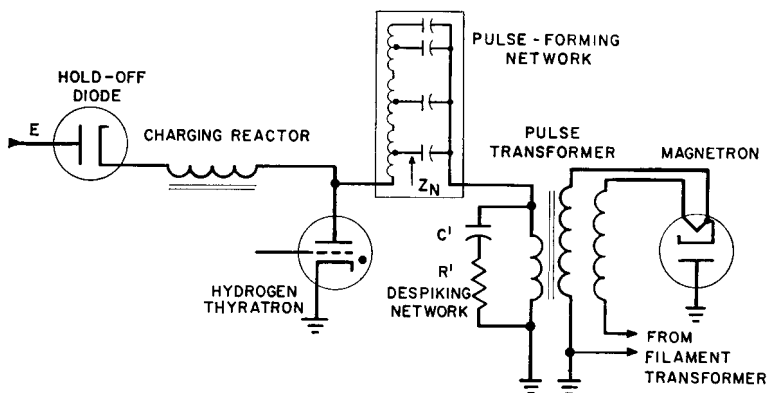 PULSE-FORMING
NETWORK
HOLD-OFF
DIODE
E
CHARGING REACTOR
PULSE
TRANSFORMER
MAGNETRON
Z_N
C'
R'
DESPIKING
NETWORK
HYDROGEN
THYRATRON
FROM
FILAMENT
TRANSFORMER